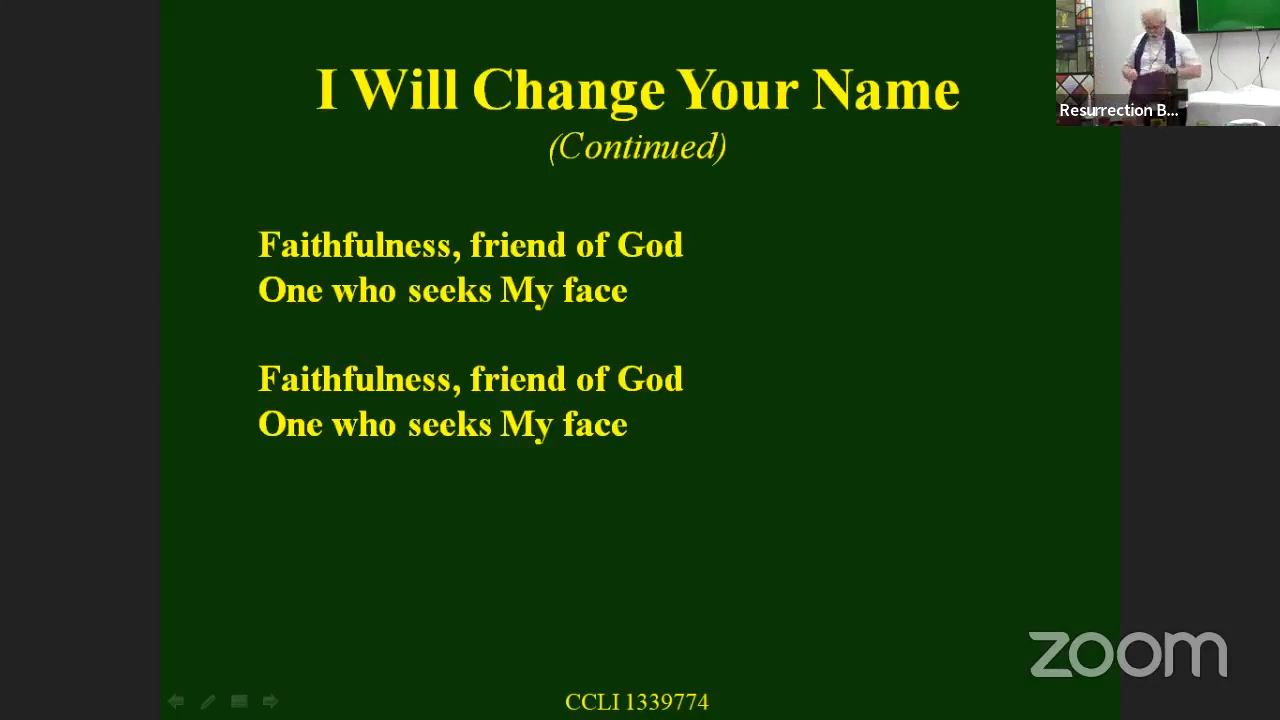 I Will Change Your Name
(Continued)
Faithfulness, friend of God
One who seeks My face
Faithfulness, friend of God
One who seeks My face
CCLI 1339774
Resurrection B...
zoom